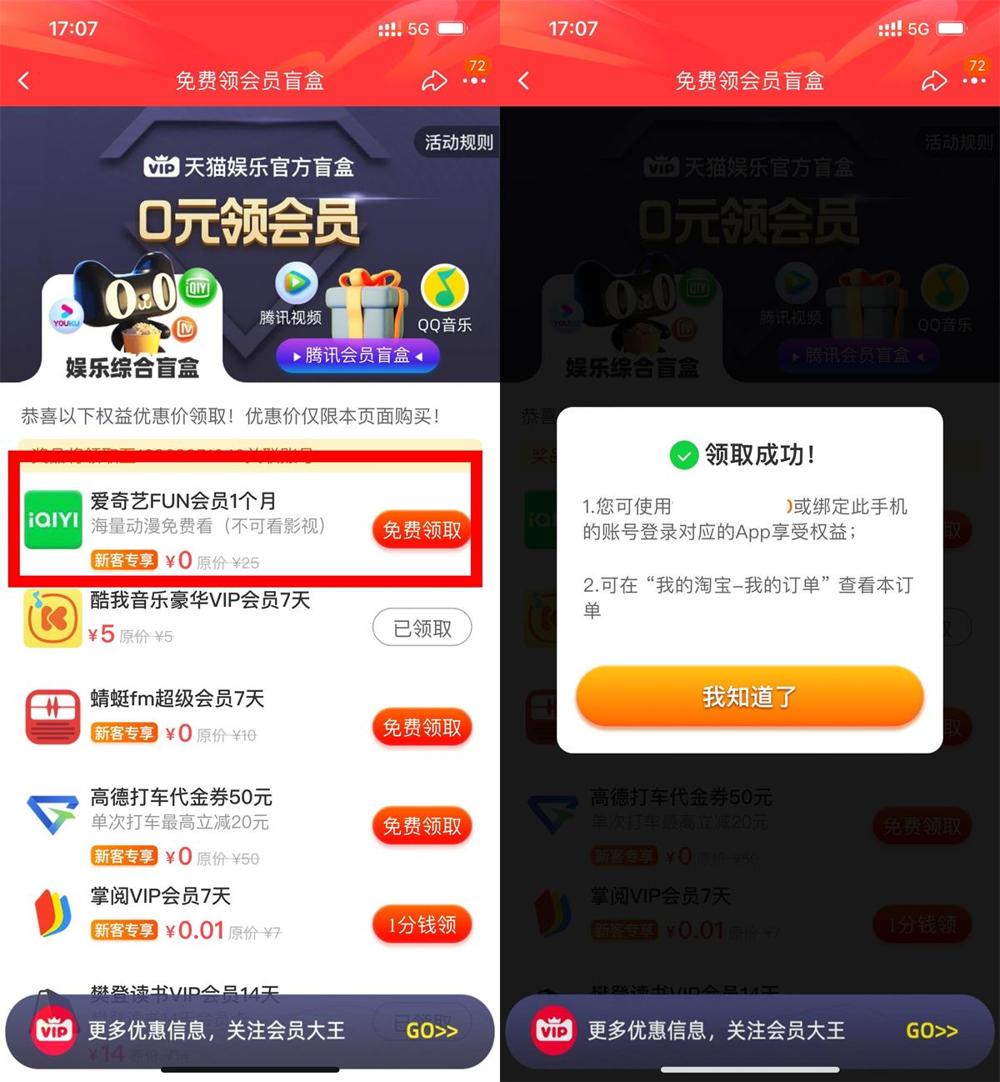 17:07
5G
72
免费领会员盲盒
活动规则
VIP 天猫娱乐官方盲盒
0元领会员
iQIYI
YOUKU
腾讯视频
QQ音乐
娱乐综合盲盒
腾讯会员盲盒
恭喜以下权益优惠价领取！优惠价仅限本页面购买！
爱奇艺FUN会员1个月
iQIYI
海量动漫免费看（不可看影视）
免费领取
新客专享 ¥0 原价 ¥25
酷我音乐豪华VIP会员7天
¥5 原价 ¥5
已领取
蜻蜓fm超级会员7天
新客专享 ¥0 原价 ¥10
免费领取
高德打车代金券50元
单次打车最高立减20元
免费领取
新客专享 ¥0 原价 ¥50
掌阅VIP会员7天
新客专享 ¥0.01 原价 ¥7
1分钱领
樊登读书VIP会员14天
已领取
VIP 更多优惠信息，关注会员大王 GO>>
¥14
17:07
5G
72
免费领会员盲盒
活动规则
VIP 天猫娱乐官方盲盒
0元领会员
YOUKU
腾讯视频
QQ音乐
娱乐综合盲盒
腾讯会员盲盒
恭喜
领取成功！
1.您可使用 )或绑定此手机
的账号登录对应的App享受权益；
2.可在“我的淘宝-我的订单”查看本订
单
我知道了
高德打车代金券50元
单次打车最高立减20元
免费领取
新客专享 ¥0 原价 ¥50
掌阅VIP会员7天
新客专享 ¥0.01 原价 ¥7
1分钱领
樊登读书VIP会员14天
VIP 更多优惠信息，关注会员大王 GO>>